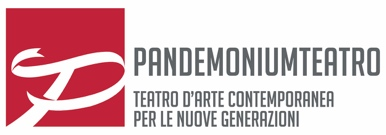 PANDEMONIUMTEATRO
TEATRO D'ARTE CONTEMPORANEA
PER LE NUOVE GENERAZIONI